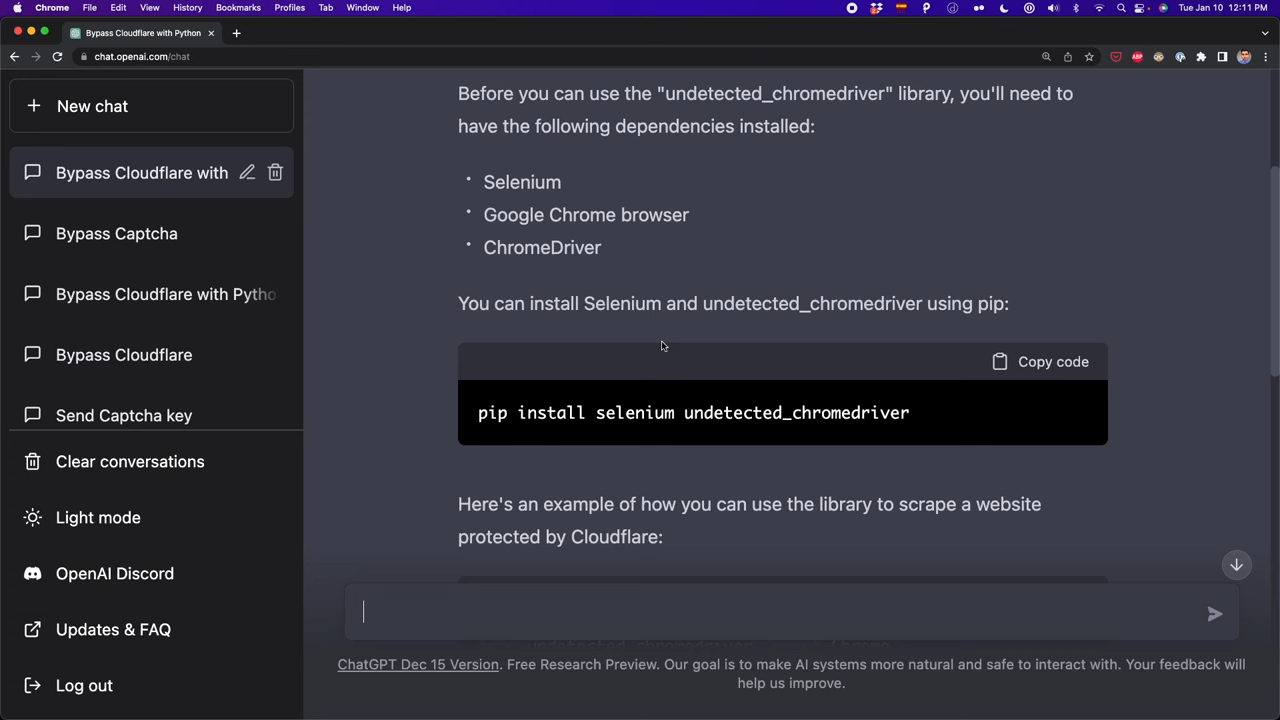 Chrome File Edit View History Bookmarks Profiles Tab Window Help Tue Jan 10 12:11 PM
Bypass Cloudflare with Python
chat.openai.com/chat
ABP
New chat
Bypass Cloudflare with
Bypass Captcha
Bypass Cloudflare with Pytho
Bypass Cloudflare
Send Captcha key
Clear conversations
Light mode
OpenAI Discord
Updates & FAQ
Log out
Before you can use the "undetected_chromedriver" library, you'll need to
have the following dependencies installed:
• Selenium
• Google Chrome browser
• ChromeDriver
You can install Selenium and undetected_chromedriver using pip:
Copy code
pip install selenium undetected_chromedriver
Here's an example of how you can use the library to scrape a website
protected by Cloudflare:
ChatGPT Dec 15 Version. Free Research Preview. Our goal is to make AI systems more natural and safe to interact with. Your feedback will
help us improve.